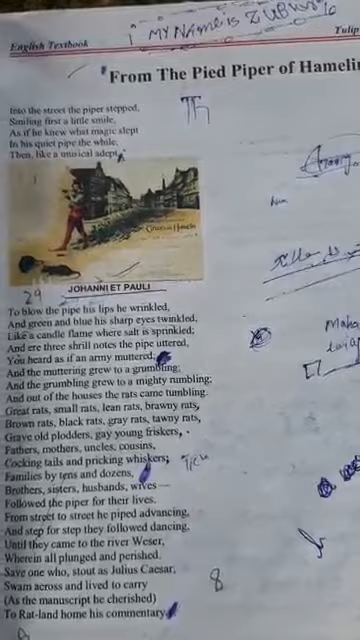 i MY NAME is
English Textbook
Tulip
From The Pied Piper of Hameli
Into the street the piper stepped,
Smiling first a little smile,
As if he knew what magic slept
In his quiet pipe the while,
Then, like a musical adept,
Th
JOHANNI ET PAULI
29
To blow the pipe his lips he wrinkled,
And green and blue his sharp eyes twinkled,
Like a candle flame where salt is sprinkled;
And ere three shrill notes the pipe uttered,
You heard as if an army muttered;
And the muttering grew to a grumbling;
And the grumbling grew to a mighty rumbling;
And out of the houses the rats came tumbling.
Great rats, small rats, lean rats, brawny rats,
Brown rats, black rats, gray rats, tawny rats,
Grave old plodders, gay young friskers,
Fathers, mothers, uncles, cousins,
Cocking tails and pricking whiskers;
Families by tens and dozens,
Brothers, sisters, husbands, wives—
Followed the piper for their lives.
From street to street he piped advancing,
And step for step they followed dancing,
Until they came to the river Weser,
Wherein all plunged and perished.
Save one who, stout as Julius Caesar,
Swam across and lived to carry
(As the manuscript he cherished)
To Rat-land home his commentary
8